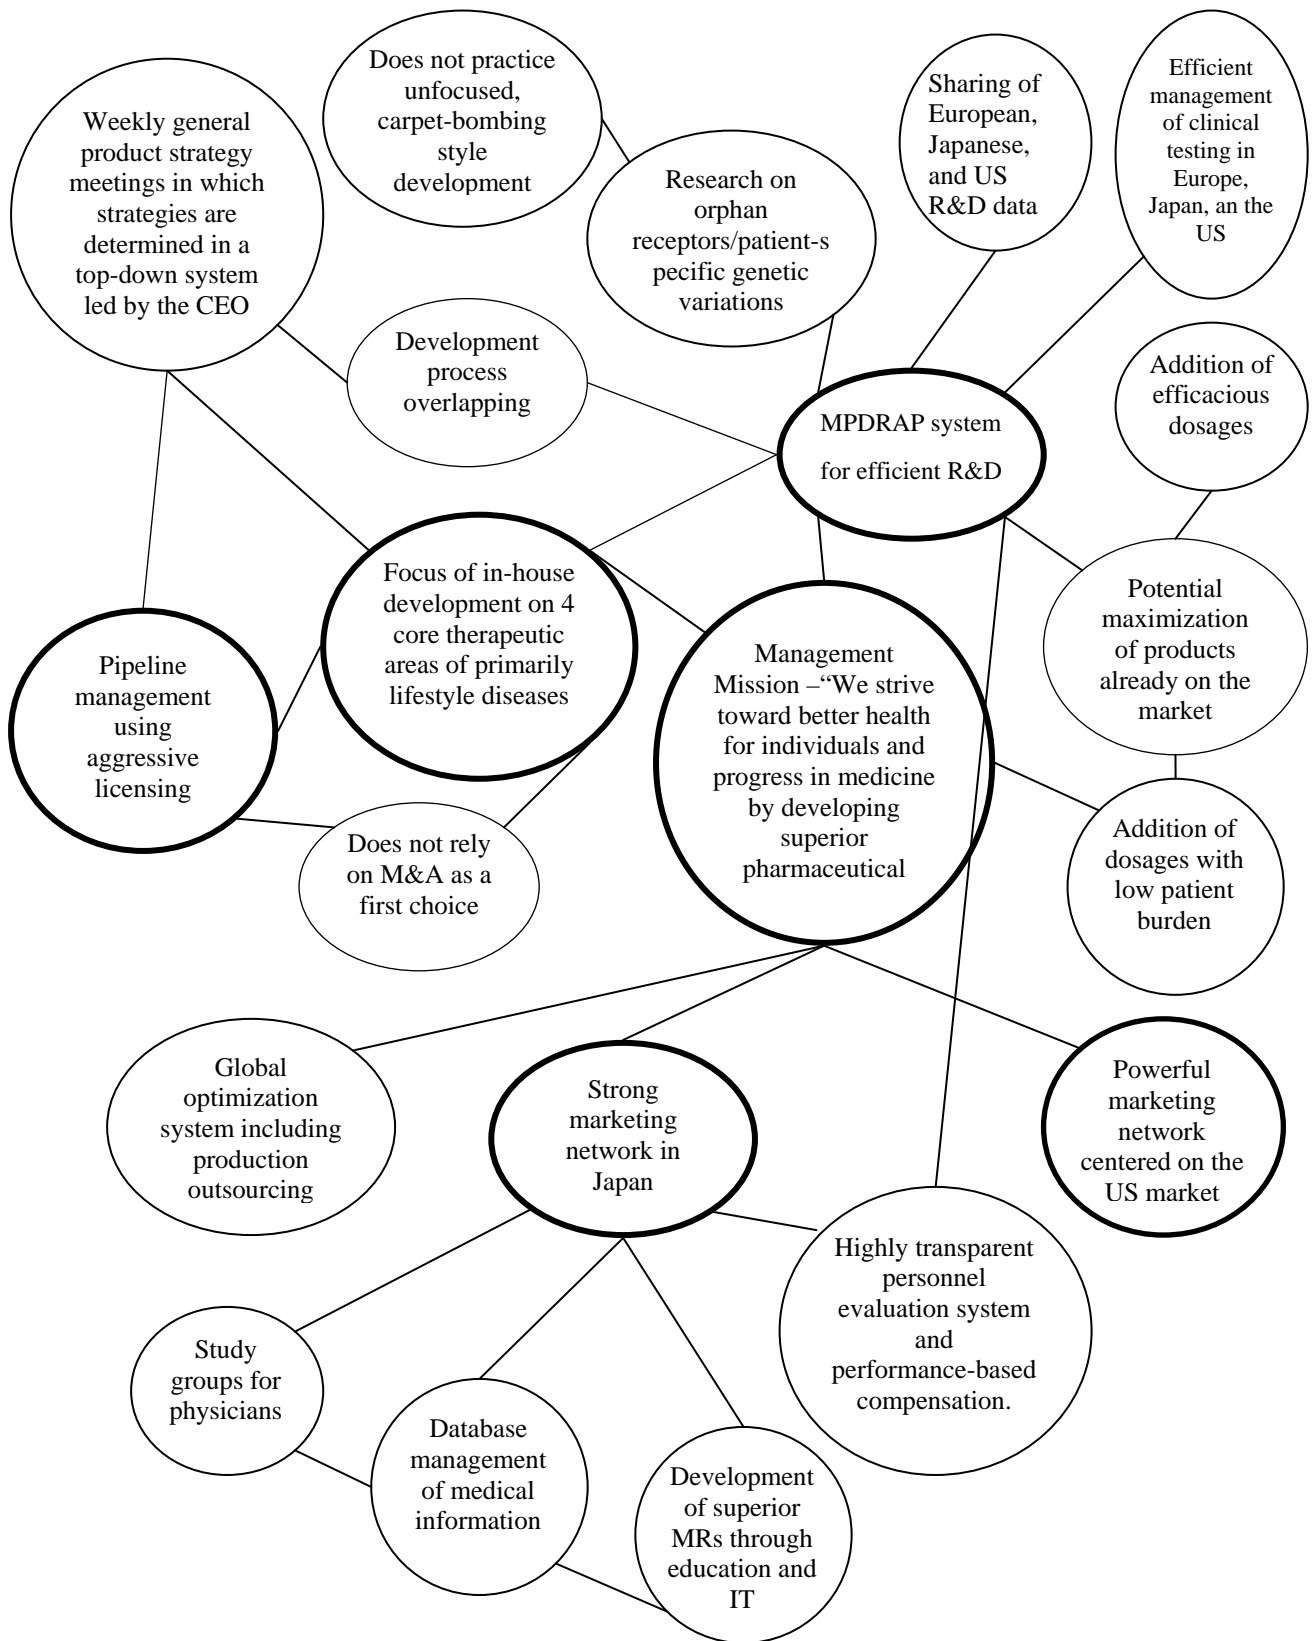 Does not practice
unfocused,
carpet-bombing
style
development
Weekly general
product strategy
meetings in which
strategies are
determined in a
top-down system
led by the CEO
Research on
orphan
receptors/patient-s
pecific genetic
variations
Sharing of
European,
Japanese,
and US
R&D data
Efficient
management
of clinical
testing in
Europe,
Japan, an the
US
Development
process
overlapping
MPDRAP system
for efficient R&D
Addition of
efficacious
dosages
Focus of in-house
development on 4
core therapeutic
areas of primarily
lifestyle diseases
Potential
maximization
of products
already on the
market
Pipeline
management
using
aggressive
licensing
Management
Mission –“We strive
toward better health
for individuals and
progress in medicine
by developing
superior
pharmaceutical
Does not rely
on M&A as a
first choice
Addition of
dosages with
low patient
burden
Global
optimization
system including
production
outsourcing
Strong
marketing
network in
Japan
Powerful
marketing
network
centered on the
US market
Highly transparent
personnel
evaluation system
and
performance-based
compensation.
Study
groups for
physicians
Database
management
of medical
information
Development
of superior
MRs through
education and
IT